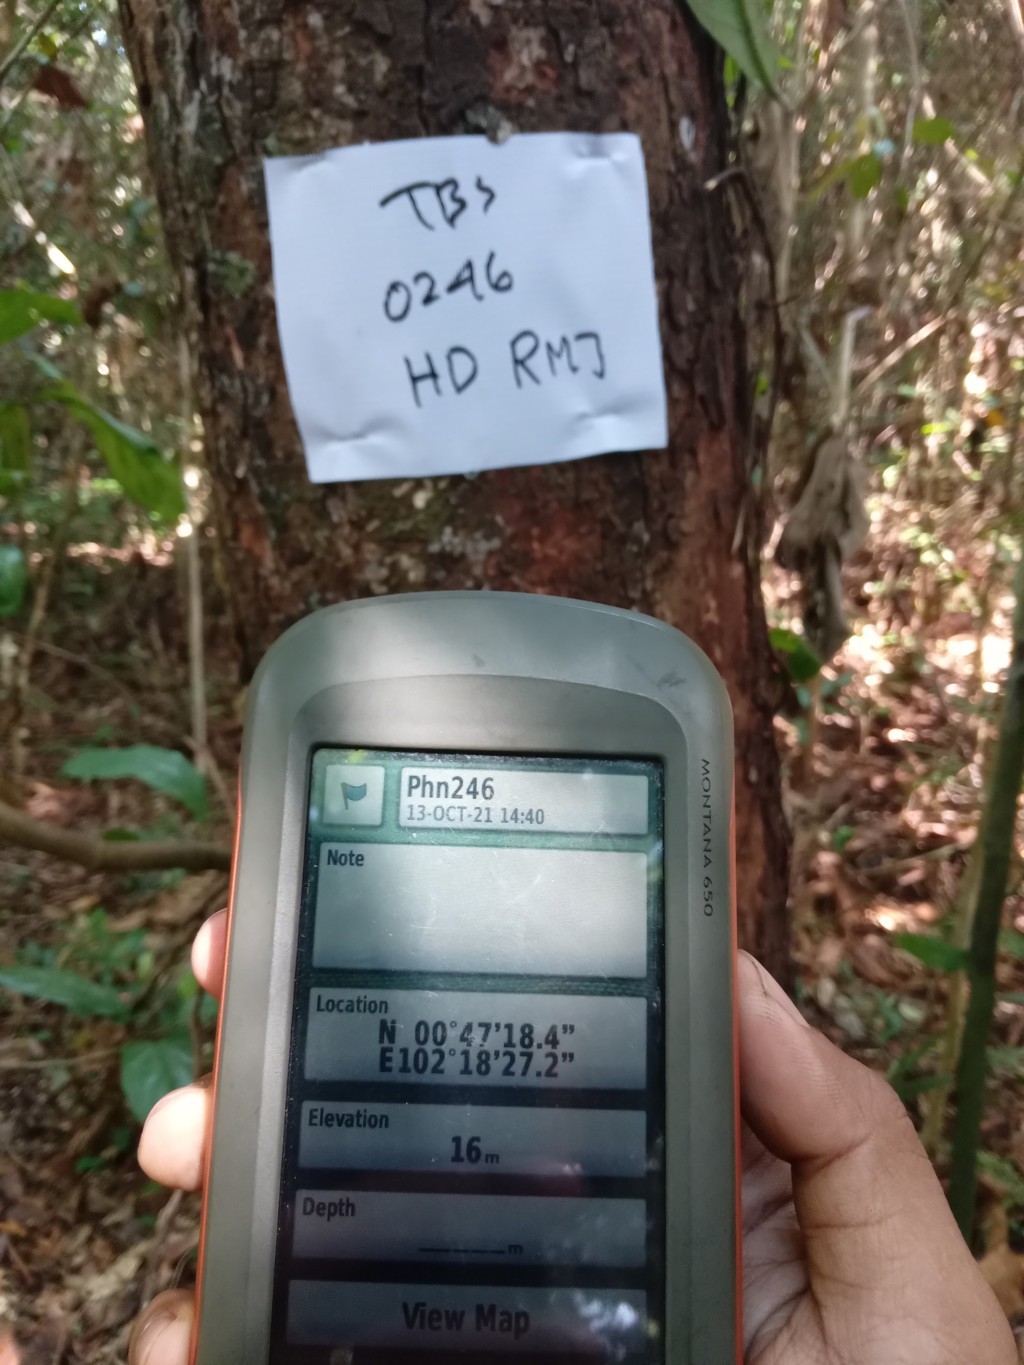 TBS
0246
HD RMJ
MONTANA 650
Phn246
13-OCT-21 14:40
Note
Location
N 00°47'18.4"
E102°18'27.2"
Elevation
16m
Depth
_____m
View Map